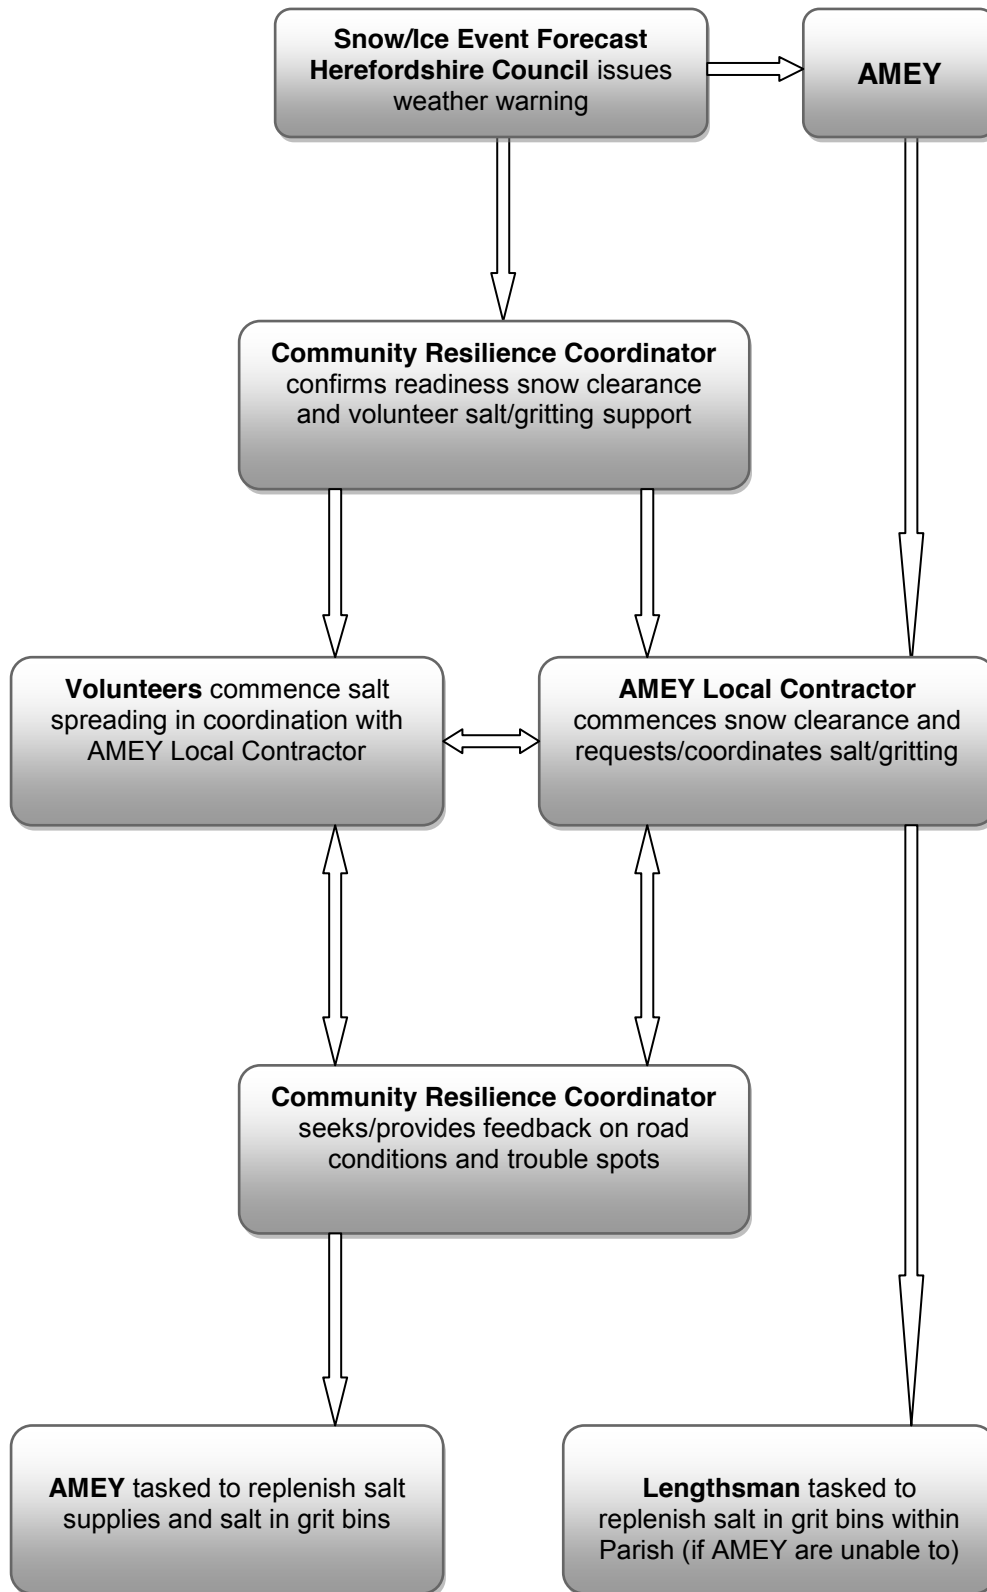 Snow/Ice Event Forecast
Herefordshire Council issues
weather warning
AMEY
Community Resilience Coordinator
confirms readiness snow clearance
and volunteer salt/gritting support
Volunteers commence salt
spreading in coordination with
AMEY Local Contractor
AMEY Local Contractor
commences snow clearance and
requests/coordinates salt/gritting
Community Resilience Coordinator
seeks/provides feedback on road
conditions and trouble spots
AMEY tasked to replenish salt
supplies and salt in grit bins
Lengthsman tasked to
replenish salt in grit bins within
Parish (if AMEY are unable to)